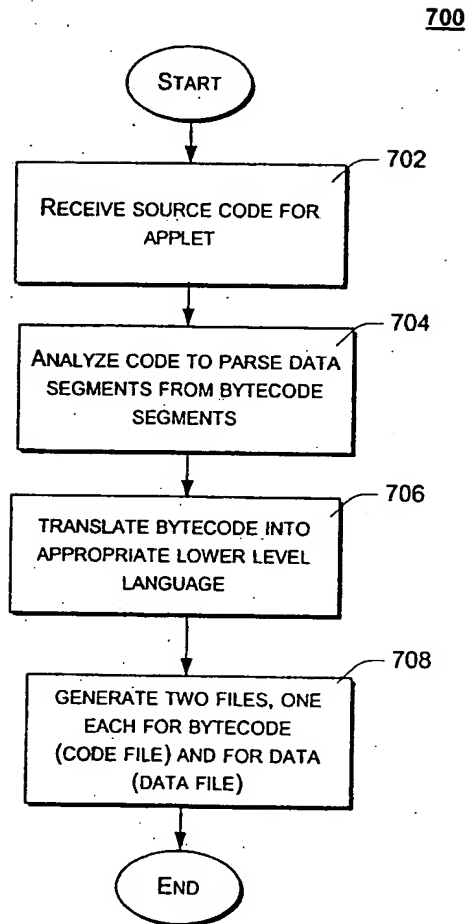 700
START
702
RECEIVE SOURCE CODE FOR
APPLET
704
ANALYZE CODE TO PARSE DATA
SEGMENTS FROM BYTECODE
SEGMENTS
706
TRANSLATE BYTECODE INTO
APPROPRIATE LOWER LEVEL
LANGUAGE
708
GENERATE TWO FILES, ONE
EACH FOR BYTECODE
(CODE FILE) AND FOR DATA
(DATA FILE)
END